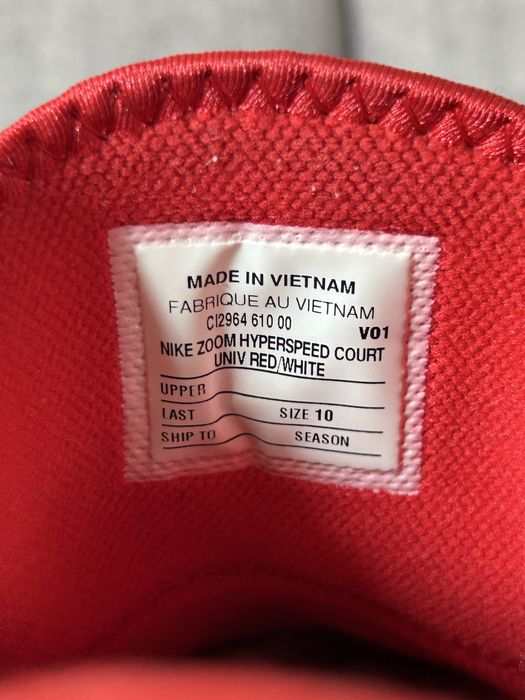 MADE IN VIETNAM
FABRIQUE AU VIETNAM
CI2964 610 00 V01
NIKE ZOOM HYPERSPEED COURT
UNIV RED/WHITE
UPPER
LAST SIZE 10
SHIP TO SEASON